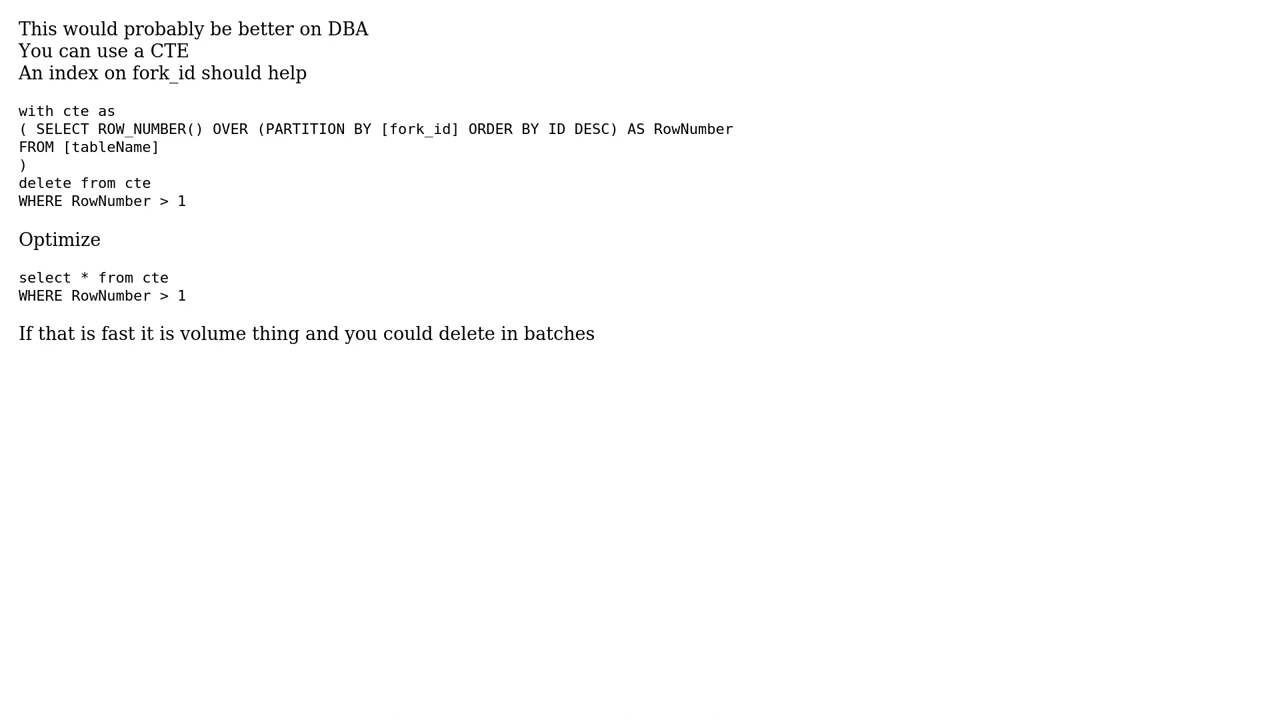 This would probably be better on DBA
You can use a CTE
An index on fork_id should help
with cte as
( SELECT ROW_NUMBER() OVER (PARTITION BY [fork_id] ORDER BY ID DESC) AS RowNumber
FROM [tableName]
)
delete from cte
WHERE RowNumber > 1
Optimize
select * from cte
WHERE RowNumber > 1
If that is fast it is volume thing and you could delete in batches